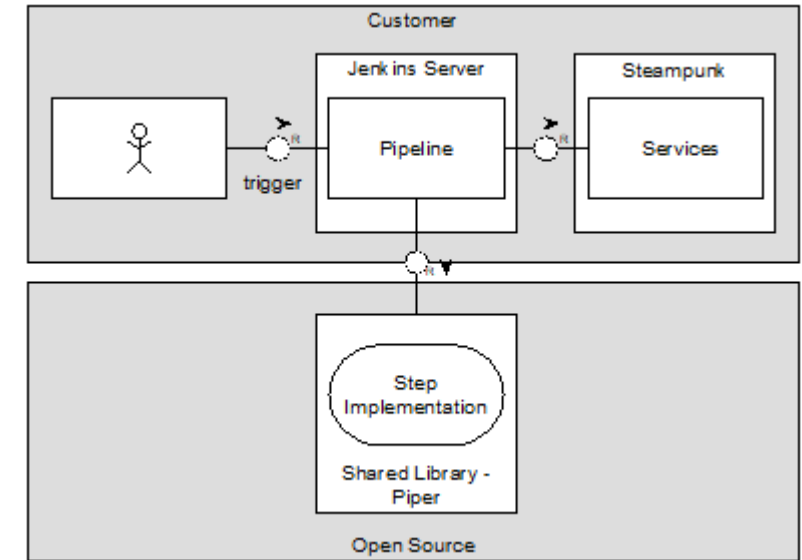 Customer
Jenkins Server
Steampunk
R
R
Pipeline
Services
trigger
R
Step
Implementation
Shared Library -
Piper
Open Source